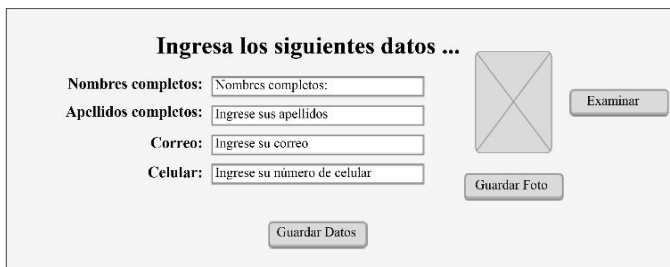 Ingresa los siguientes datos ...
Nombres completos: Nombres completos:
Examinar
Apellidos completos: Ingrese sus apellidos
Correo: Ingrese su correo
Celular: Ingrese su número de celular
Guardar Foto
Guardar Datos